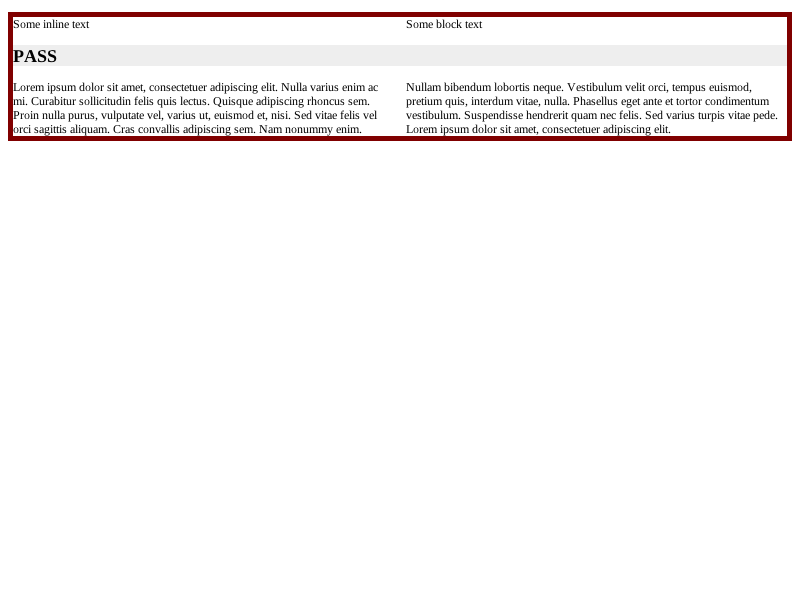 Some inline text
Some block text
PASS
Lorem ipsum dolor sit amet, consectetuer adipiscing elit. Nulla varius enim ac
mi. Curabitur sollicitudin felis quis lectus. Quisque adipiscing rhoncus sem.
Proin nulla purus, vulputate vel, varius ut, euismod et, nisi. Sed vitae felis vel
orci sagittis aliquam. Cras convallis adipiscing sem. Nam nonummy enim.
Nullam bibendum lobortis neque. Vestibulum velit orci, tempus euismod,
pretium quis, interdum vitae, nulla. Phasellus eget ante et tortor condimentum
vestibulum. Suspendisse hendrerit quam nec felis. Sed varius turpis vitae pede.
Lorem ipsum dolor sit amet, consectetuer adipiscing elit.